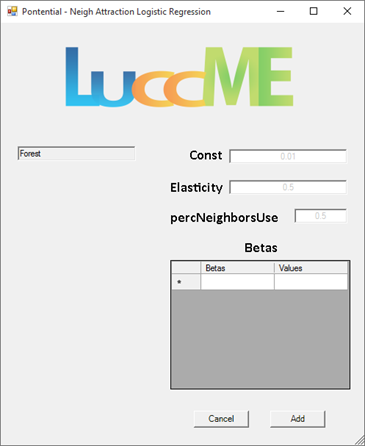 Pontential - Neigh Attraction Logistic Regression
LuccME
Forest
Const 0.01
Elasticity 0.5
percNeighborsUse 0.5
Betas
Betas Values
Cancel Add